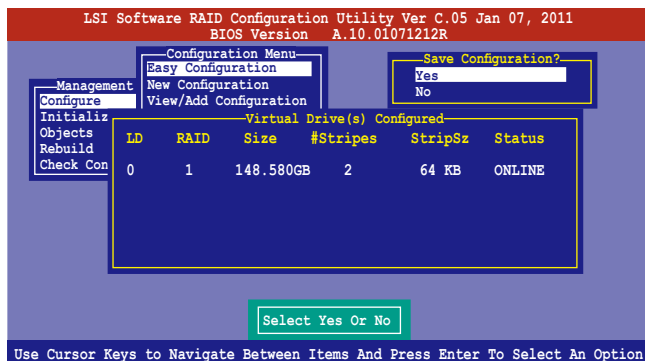 LSI Software RAID Configuration Utility Ver C.05 Jan 07, 2011
BIOS Version A.10.01071212R
Configuration Menu
Easy Configuration
New Configuration
View/Add Configuration
Save Configuration?
Yes
No
Management
Configure
Initializ
Objects
Rebuild
Check Con
Virtual Drive(s) Configured
LD RAID Size #Stripes StripSz Status
0 1 148.580GB 2 64 KB ONLINE
Select Yes Or No
Use Cursor Keys to Navigate Between Items And Press Enter To Select An Option